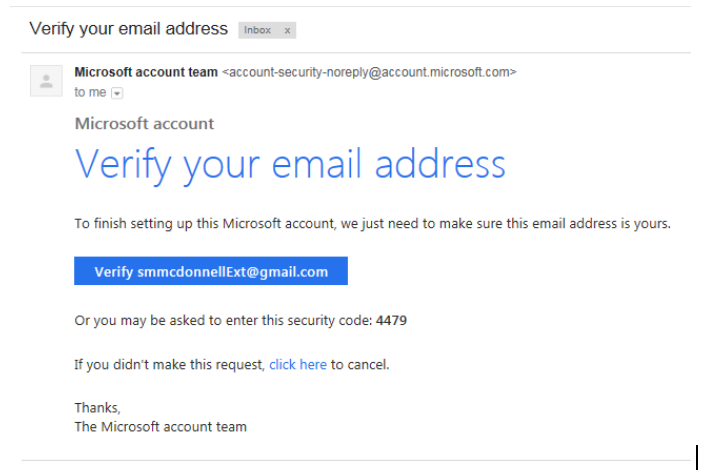 Verify your email address Inbox x
Microsoft account team <account-security-noreply@account.microsoft.com>
to me
Microsoft account
Verify your email address
To finish setting up this Microsoft account, we just need to make sure this email address is yours.
Verify smmcdonnellExt@gmail.com
Or you may be asked to enter this security code: 4479
If you didn't make this request, click here to cancel.
Thanks,
The Microsoft account team